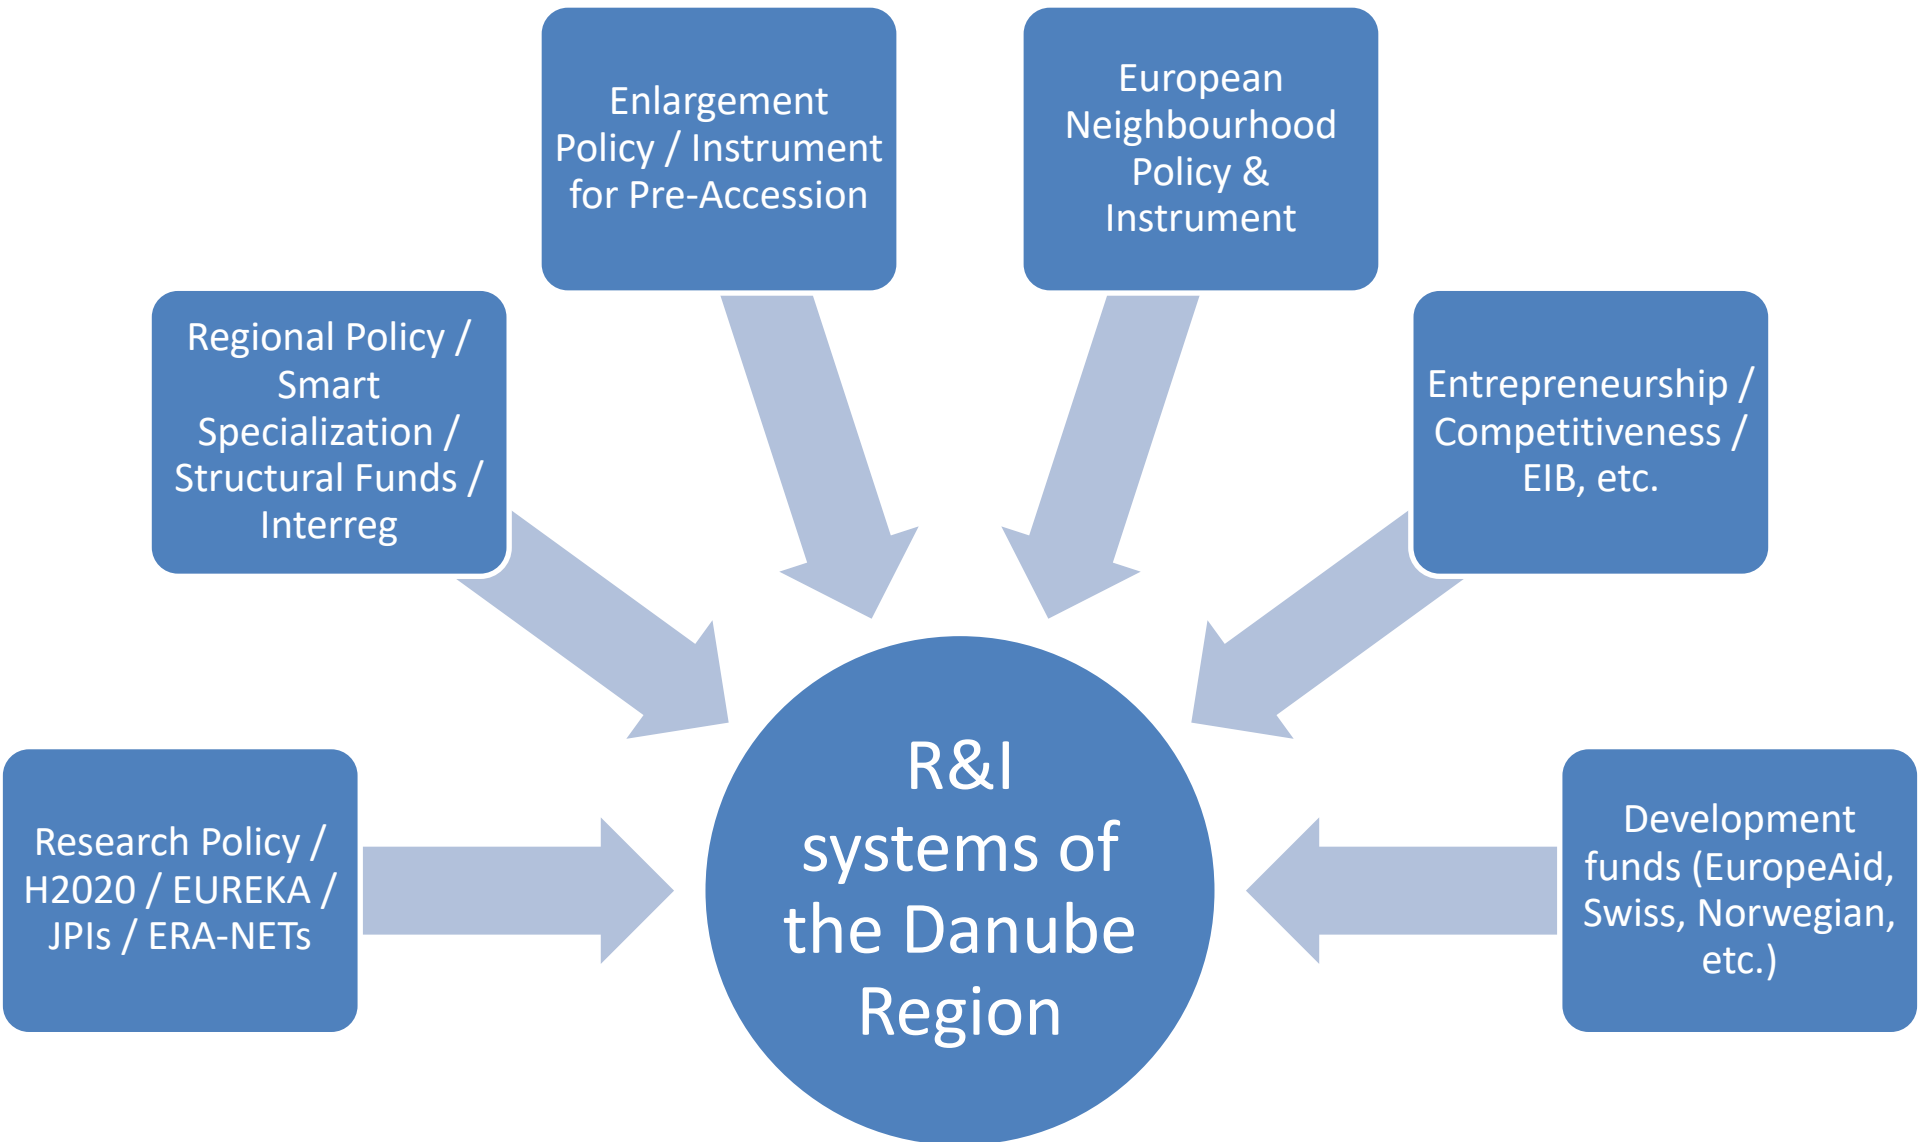 Enlargement
Policy / Instrument
for Pre-Accession
European
Neighbourhood
Policy &
Instrument
Regional Policy /
Smart
Specialization /
Structural Funds /
Interreg
Entrepreneurship /
Competitiveness /
EIB, etc.
Research Policy /
H2020 / EUREKA /
JPIs / ERA-NETs
R&I
systems of
the Danube
Region
Development
funds (EuropeAid,
Swiss, Norwegian,
etc.)